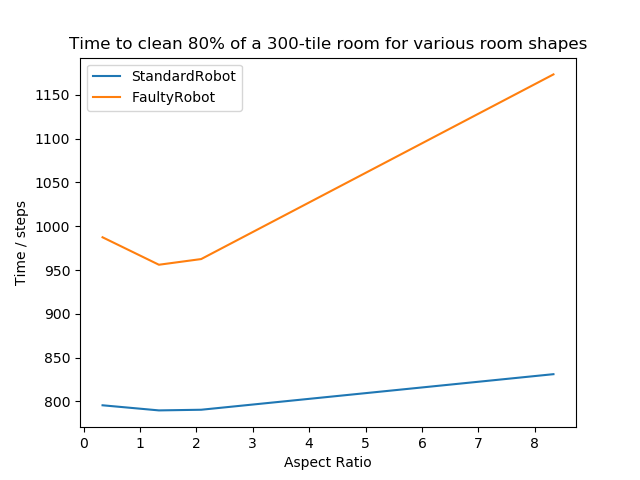 Time to clean 80% of a 300-tile room for various room shapes
StandardRobot
FaultyRobot
1150
1100
1050
1000
950
900
850
800
Time / steps
0 1 2 3 4 5 6 7 8
Aspect Ratio